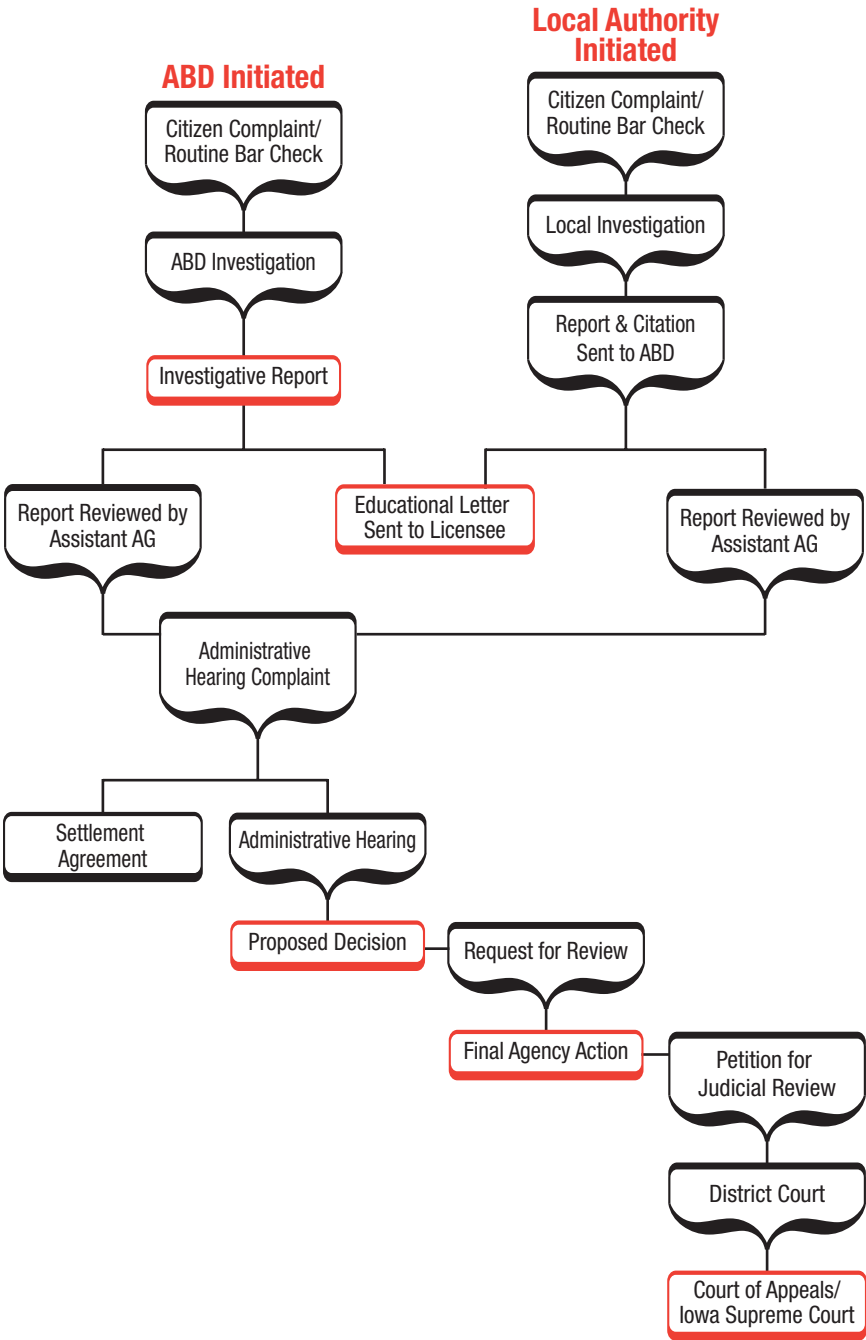 ABD Initiated
Citizen Complaint/
Routine Bar Check
ABD Investigation
Investigative Report
Local Authority
Initiated
Citizen Complaint/
Routine Bar Check
Local Investigation
Report & Citation
Sent to ABD
Report Reviewed by
Assistant AG
Educational Letter
Sent to Licensee
Report Reviewed by
Assistant AG
Administrative
Hearing Complaint
Settlement
Agreement
Administrative Hearing
Proposed Decision
Request for Review
Final Agency Action
Petition for
Judicial Review
District Court
Court of Appeals/
Iowa Supreme Court